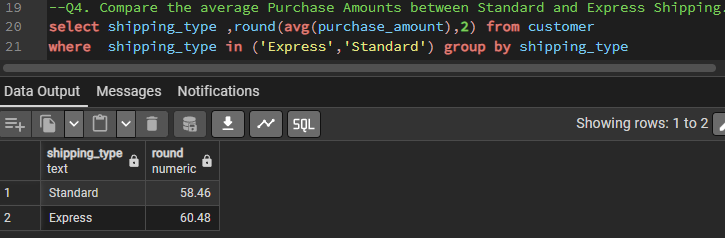 19 --Q4. Compare the average Purchase Amounts between Standard and Express Shipping.
20 select shipping_type ,round(avg(purchase_amount),2) from customer
21 where  shipping_type in ('Express','Standard') group by shipping_type
Data Output Messages Notifications
SQL Showing rows: 1 to 2
shipping_type round
text numeric
1 Standard 58.46
2 Express 60.48